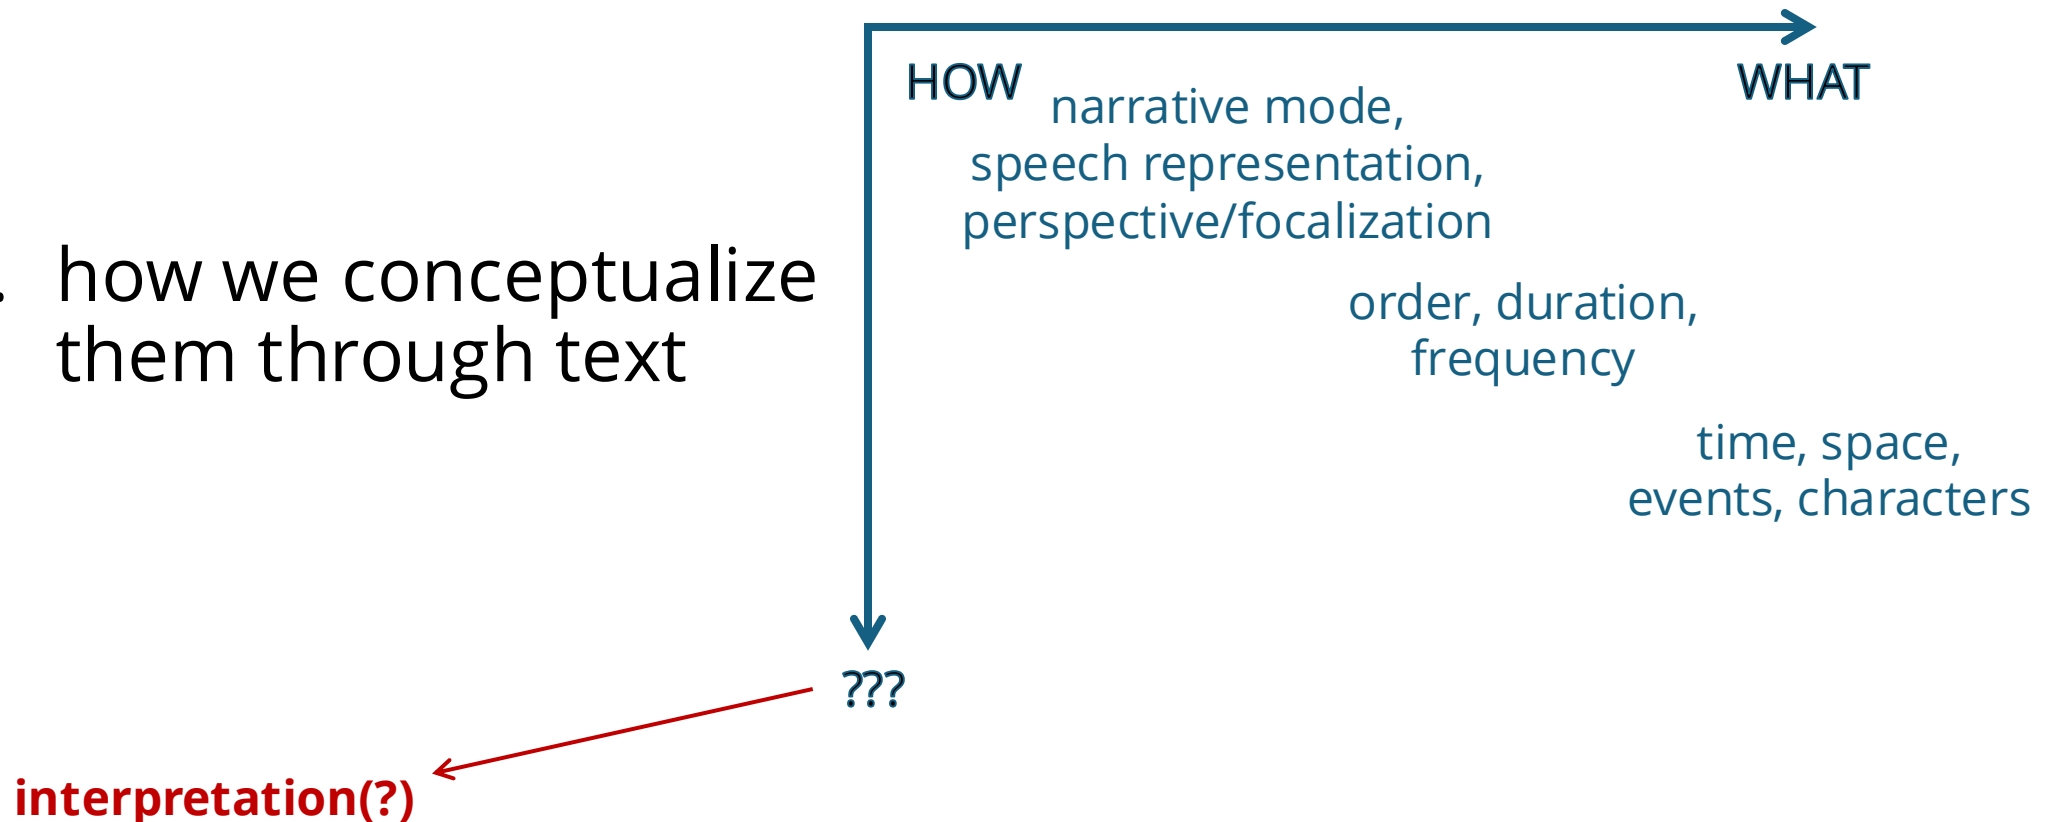 HOW
WHAT
narrative mode,
speech representation,
perspective/focalization
. how we conceptualize
them through text
order, duration,
frequency
time, space,
events, characters
???
interpretation(?)